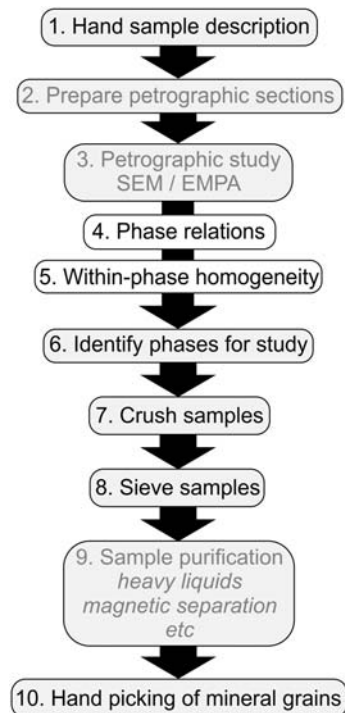 1. Hand sample description
2. Prepare petrographic sections
3. Petrographic study
SEM / EMPA
4. Phase relations
5. Within-phase homogeneity
6. Identify phases for study
7. Crush samples
8. Sieve samples
9. Sample purification
heavy liquids
magnetic separation
etc
10. Hand picking of mineral grains